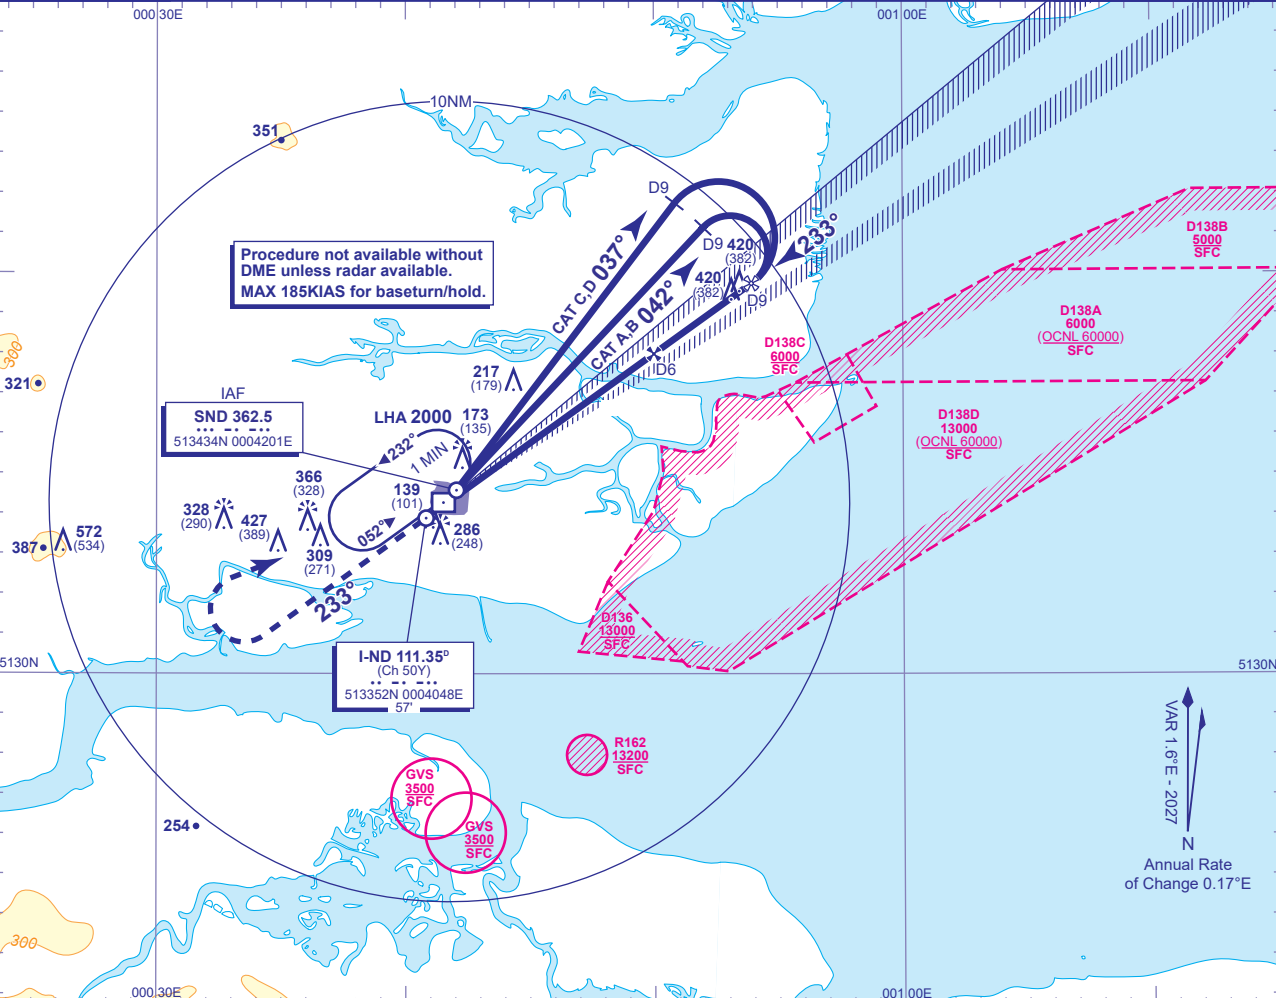 000 30E
001 00E
10NM
351
D9
D138B
5000
SFC
Procedure not available without
DME unless radar available.
MAX 185KIAS for baseturn/hold.
CAT C,D 037°
D9
420
(382)
233°
420
(382)
D9
CAT A,B 042°
D138A
6000
(OCNL 60000)
SFC
300
D138C
6000
SFC
321
217
(179)
D6
IAF
SND 362.5
513434N 0004201E
LHA 2000
173
(135)
D138D
13000
(OCNL 60000)
SFC
232°
1 MIN
366
(328)
139
(101)
328
(290)
427
(389)
572
(534)
387
309
(271)
052°
286
(248)
233°
D136
13000
SFC
I-ND 111.35ᴰ
(Ch 50Y)
513352N 0004048E
57'
5130N
5130N
VAR 1.6°E - 2027
R162
13200
SFC
GVS
3500
SFC
GVS
3500
SFC
254
N
Annual Rate
of Change 0.17°E
300
000 30E
001 00E